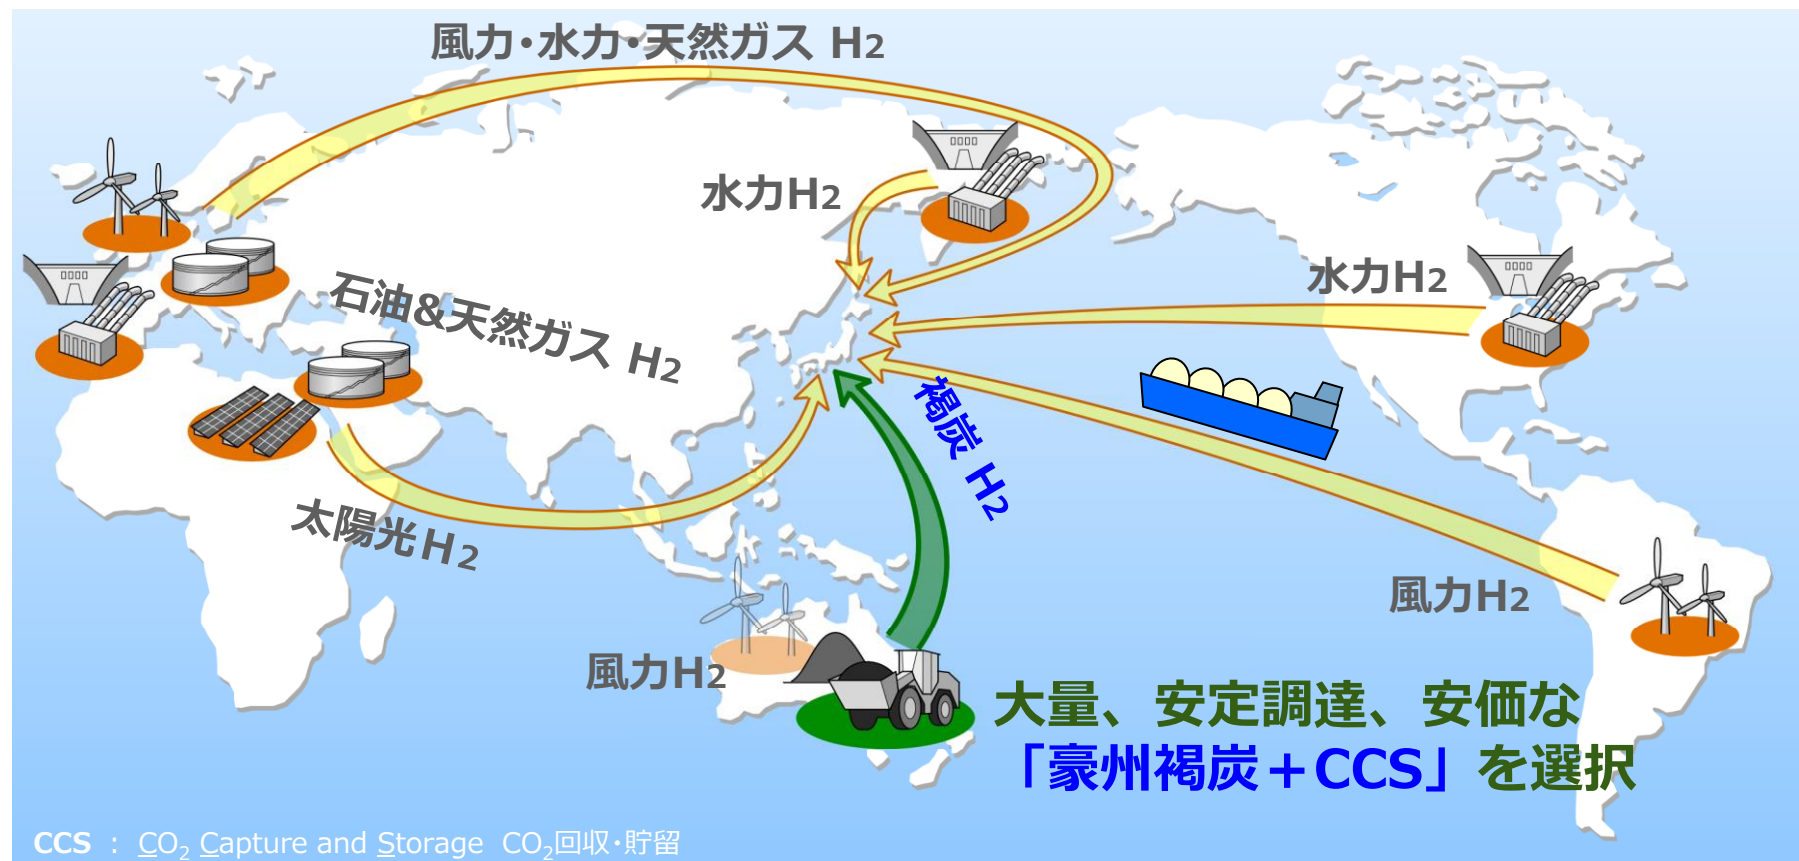 風力・水力・天然ガス H2
水力H2
水力H2
石油&天然ガス H2
褐炭 H2
太陽光H2
風力H2
風力H2
大量、安定調達、安価な
「豪州褐炭+CCS」を選択
CCS : CO2 Capture and Storage CO2回収・貯留